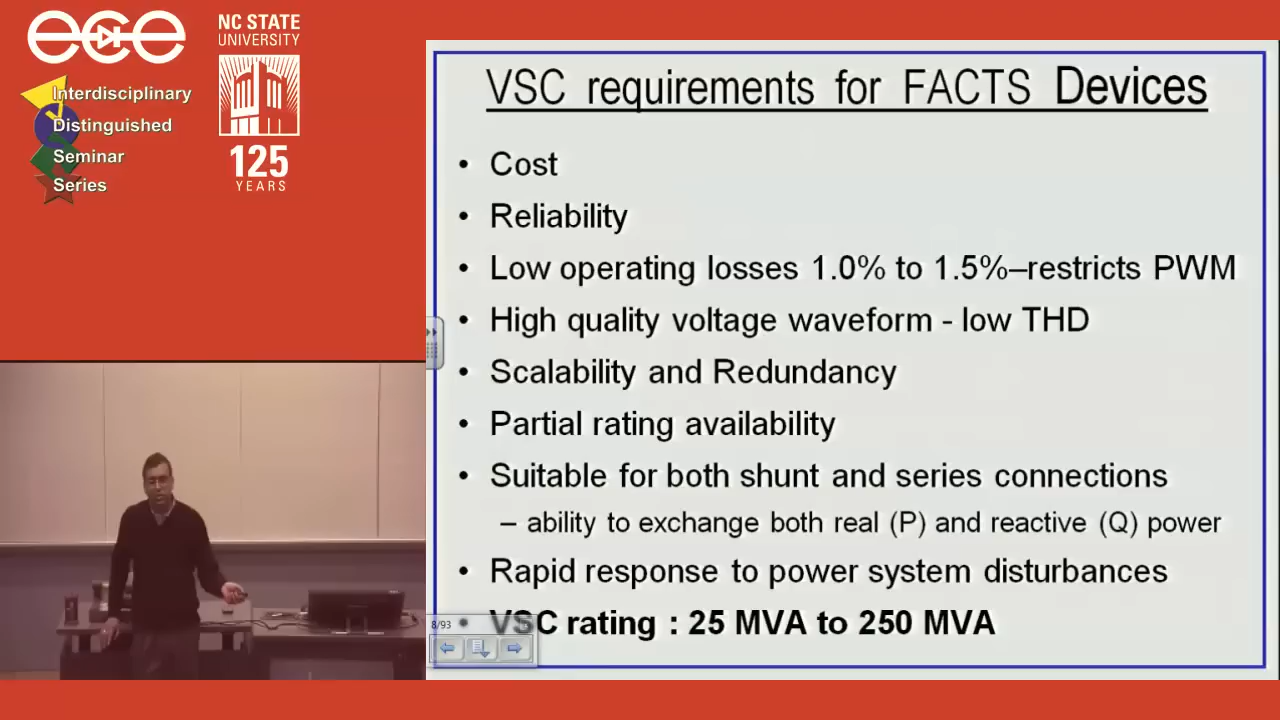 ece
NC STATE
UNIVERSITY
125
YEARS
Interdisciplinary
Distinguished
Seminar
Series
VSC requirements for FACTS Devices
• Cost
• Reliability
• Low operating losses 1.0% to 1.5%–restricts PWM
• High quality voltage waveform - low THD
• Scalability and Redundancy
• Partial rating availability
• Suitable for both shunt and series connections
– ability to exchange both real (P) and reactive (Q) power
• Rapid response to power system disturbances
VSC rating : 25 MVA to 250 MVA
8/93